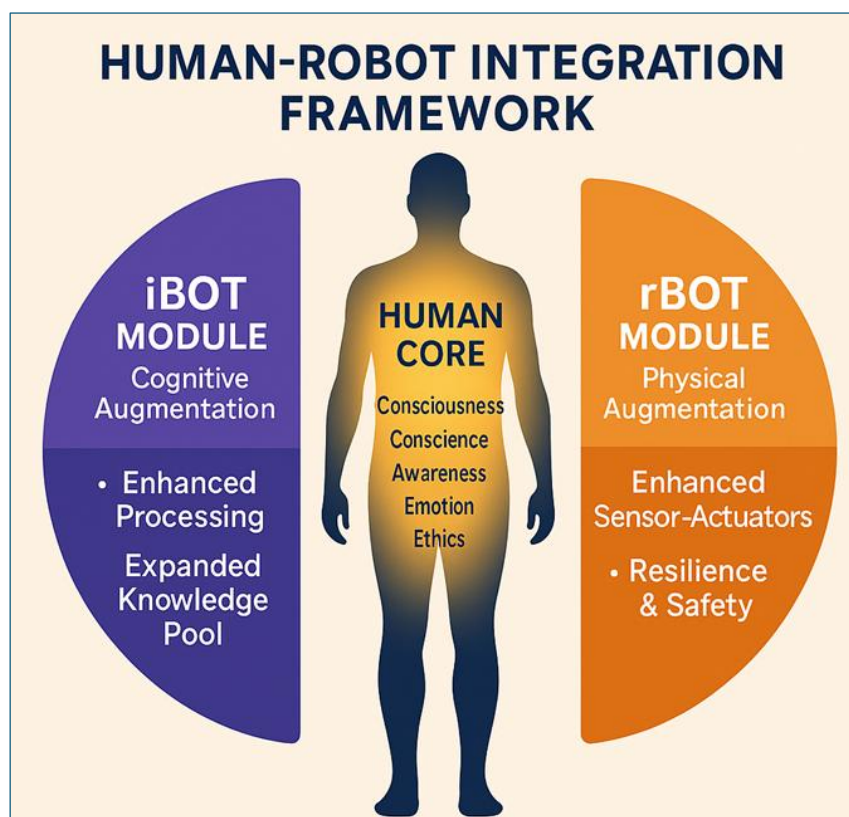 HUMAN-ROBOT INTEGRATION
FRAMEWORK
iBOT
MODULE
Cognitive
Augmentation
• Enhanced
Processing
Expanded
Knowledge
Pool
HUMAN
CORE
Consciousness
Conscience
Awareness
Emotion
Ethics
rBOT
MODULE
Physical
Augmentation
Enhanced
Sensor-Actuators
• Resilience
& Safety